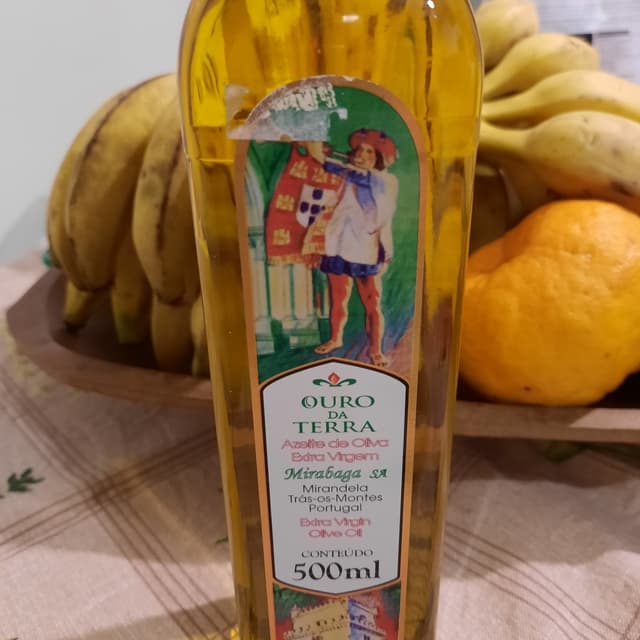 OURO
DA
TERRA
Azeite de Oliva
Extra Virgem
Mirabaga SA
Mirandela
Trás-os-Montes
Portugal
Extra Virgin
Olive Oil
CONTEÚDO
500ml